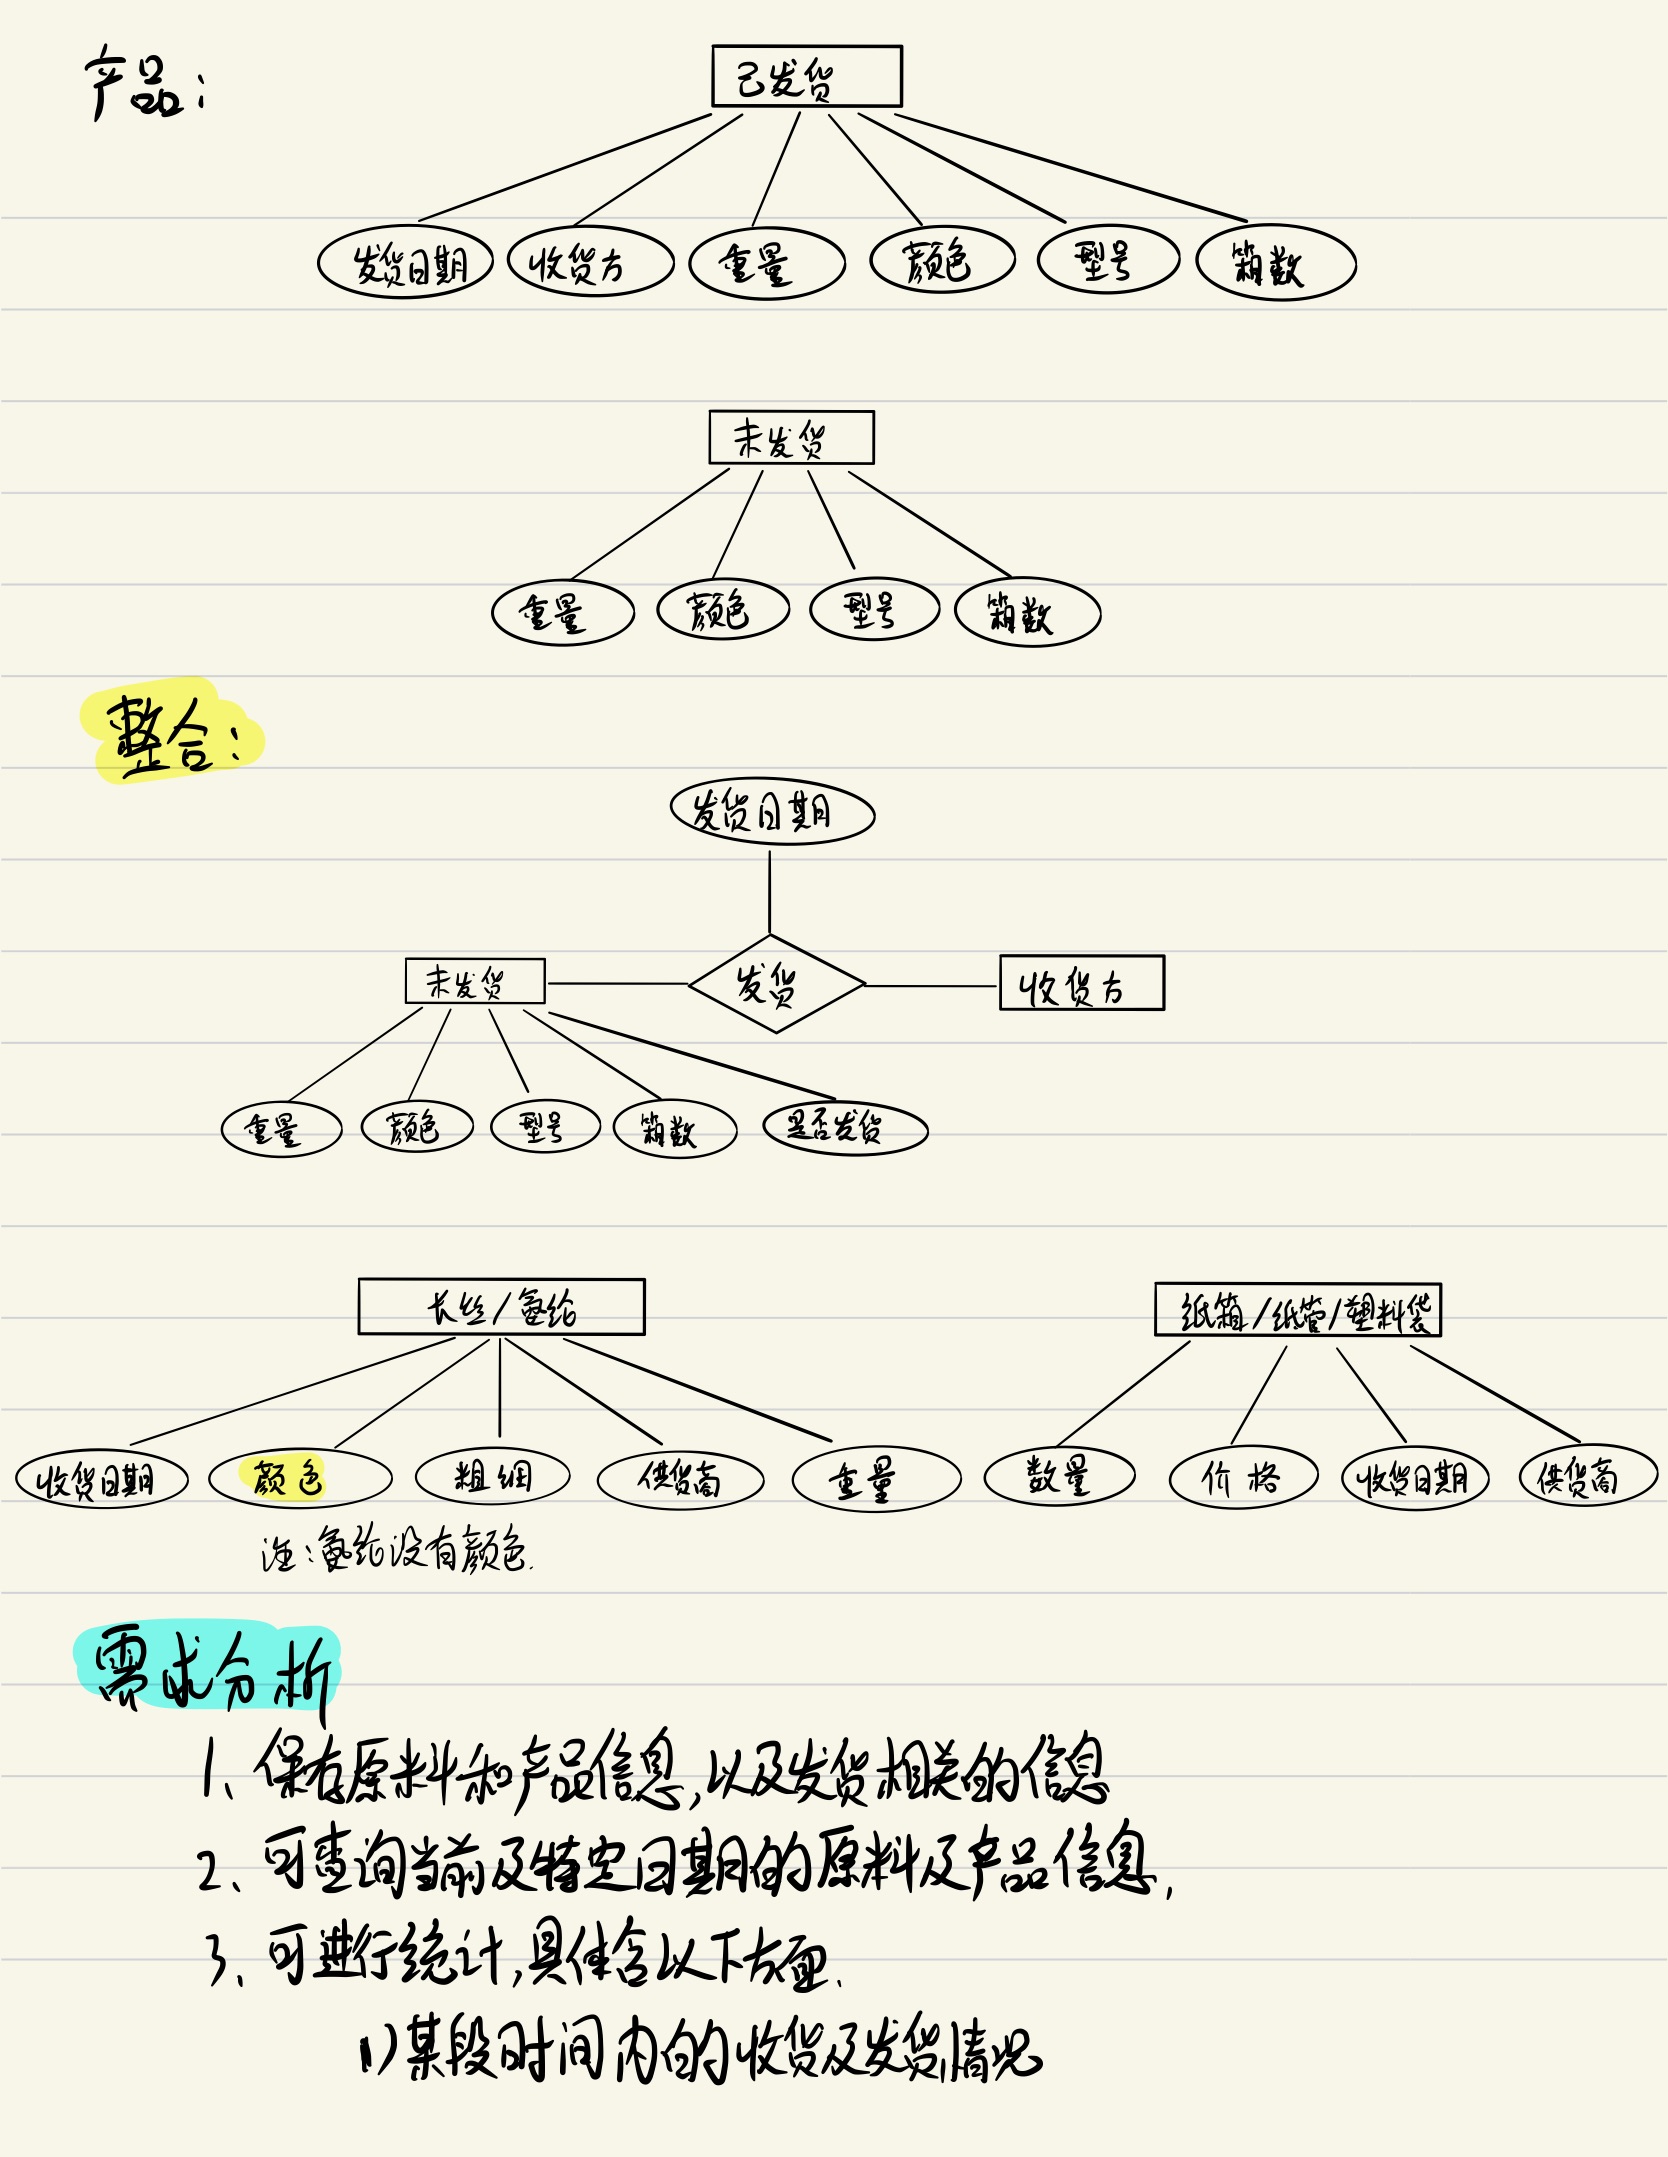 产品：
已发货
发货日期 收货方 重量 颜色 型号 箱数
未发货
重量 颜色 型号 箱数
整合：
发货日期
未发货 发货 收货方
重量 颜色 型号 箱数 是否发货
长丝/氨纶 纸箱/纸管/塑料袋
收货日期 颜色 粗细 供货商 重量 数量 价格 收货日期 供货商
注：氨纶没有颜色.
需求分析
1、保存原料和产品信息,以及发货相关的信息
2、可查询当前及特定日期的原料及产品信息,
3、可进行统计,具体含以下方面.
1)某段时间内的收货及发货情况